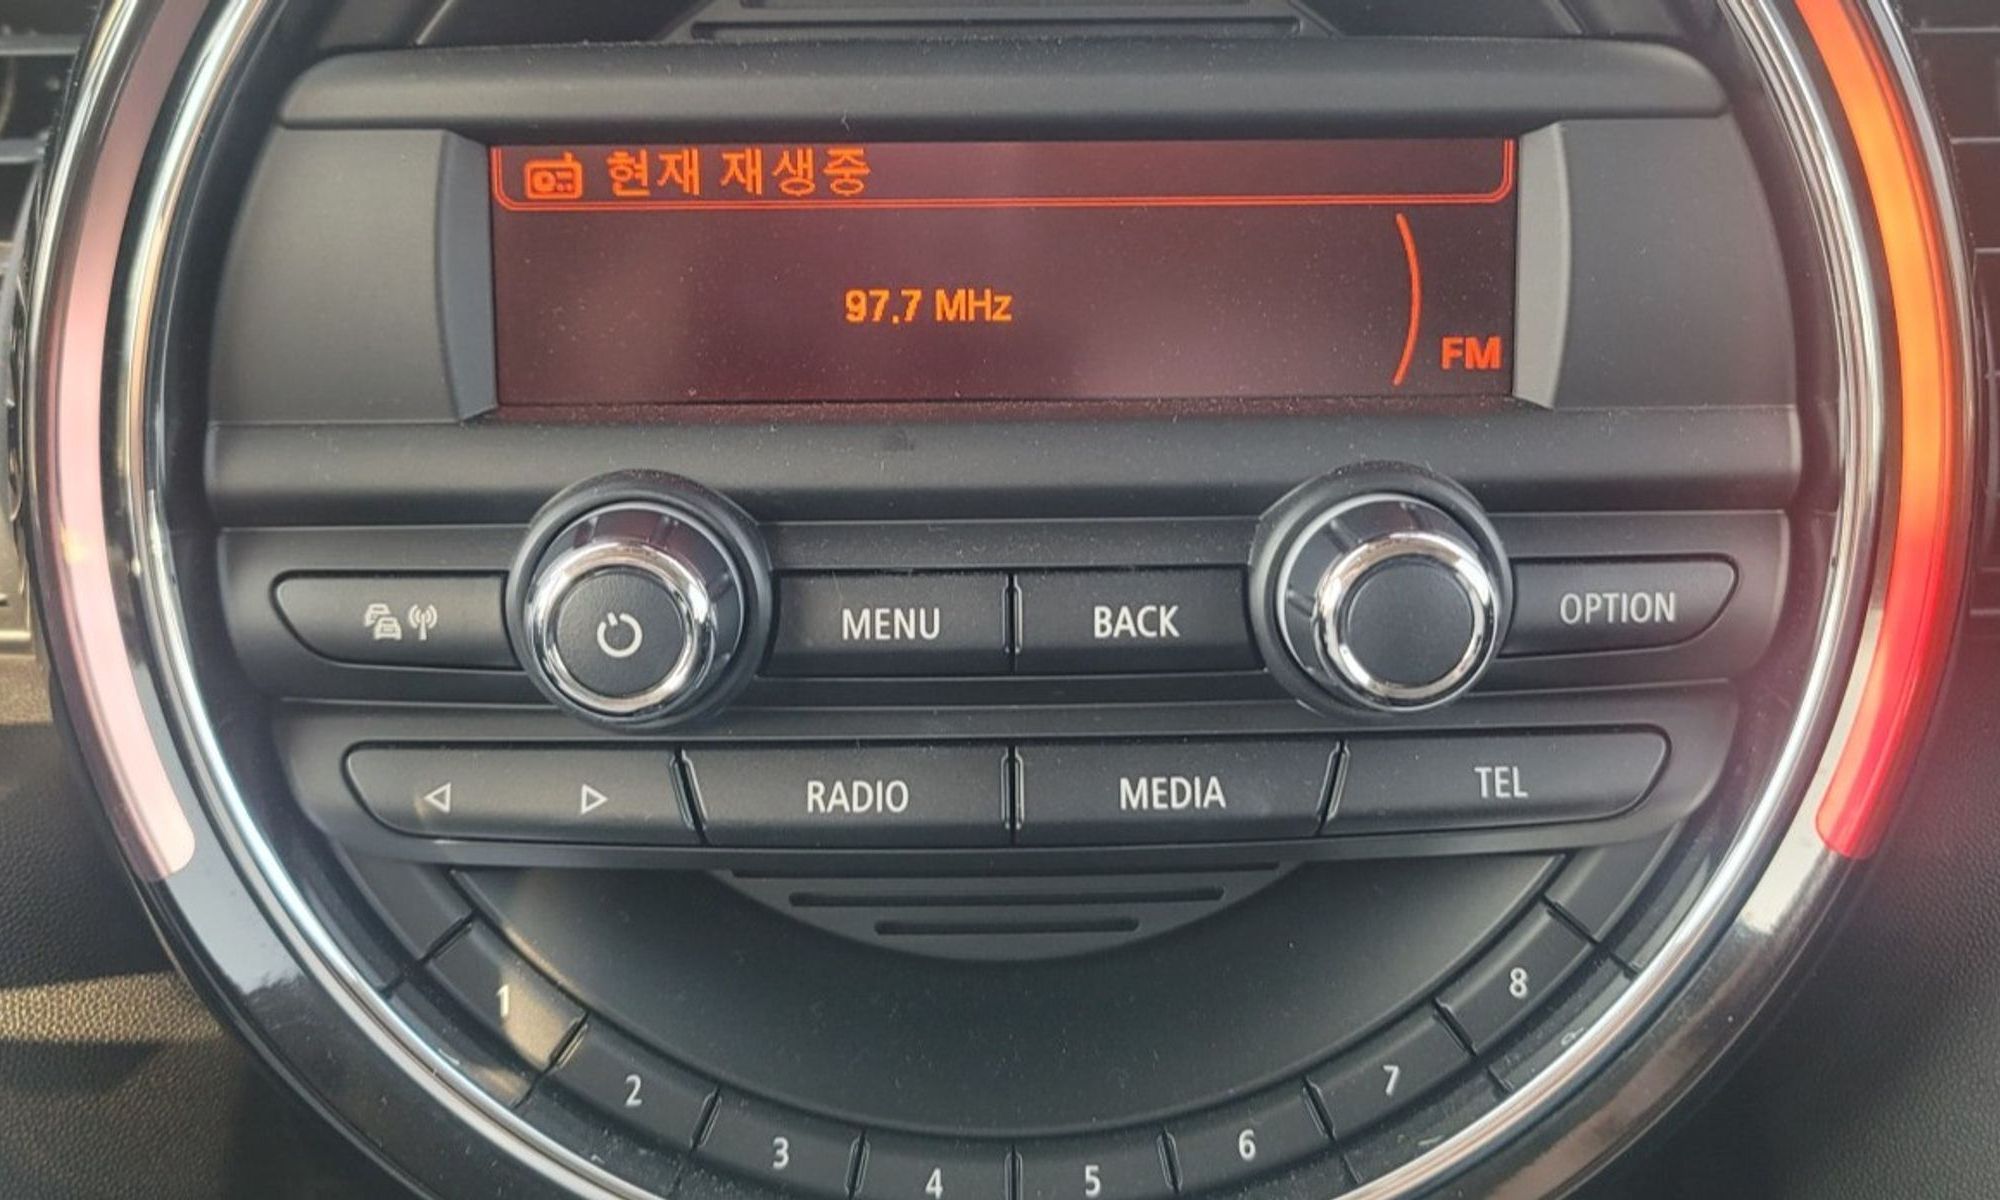 현재 재생중
97.7 MHz
FM
MENU
BACK
OPTION
RADIO
MEDIA
TEL
1
2
3
4
5
6
7
8